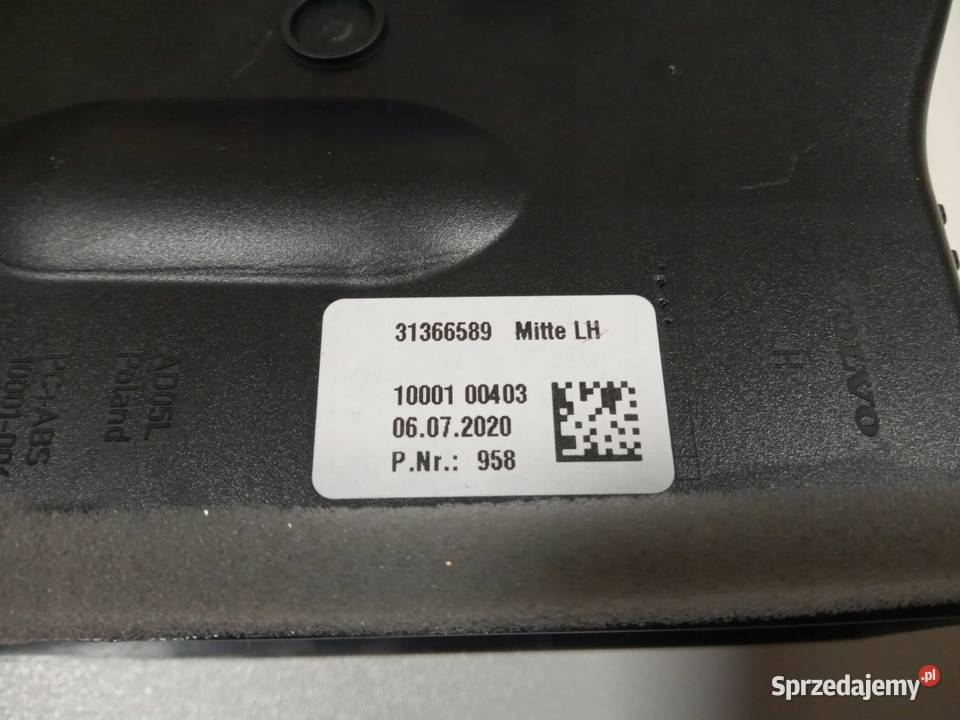 31366589 Mitte LH
10001 00403
06.07.2020
P.Nr.: 958
VOLVO
H
AD05L
Poland
PC+ABS
Sprzedajemy.pl